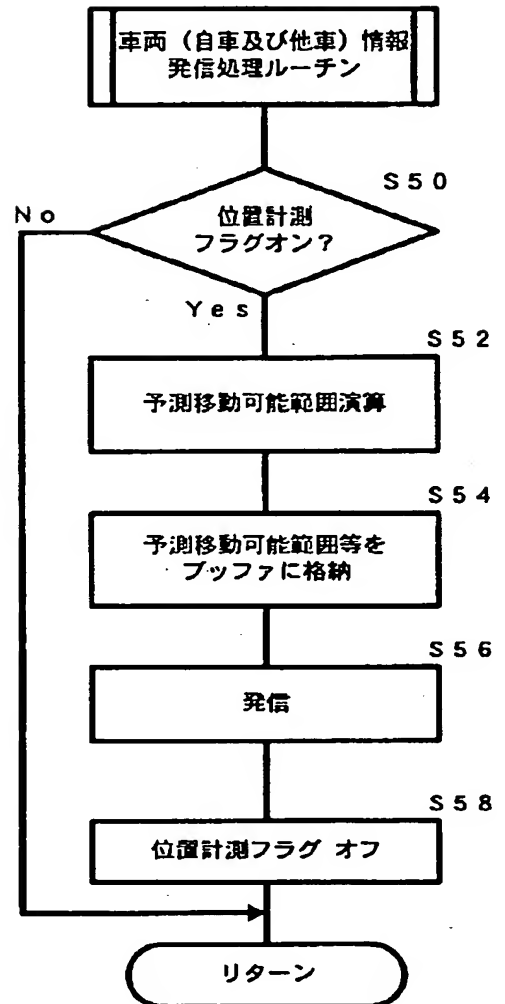 車両（自車及び他車）情報
発信処理ルーチン
S50
No
位置計測
フラグオン？
Yes
S52
予測移動可能範囲演算
S54
予測移動可能範囲等を
ブッファに格納
S56
発信
S58
位置計測フラグ オフ
リターン